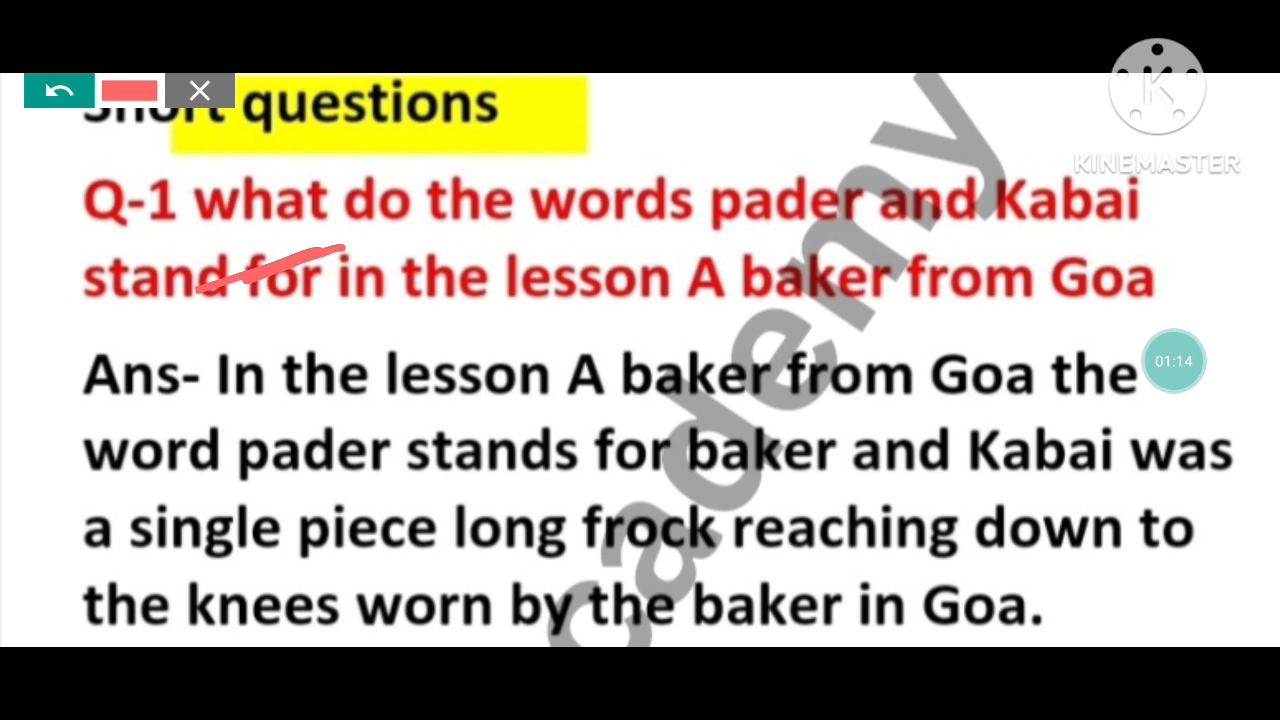 Short questions
KINEMASTER
Q-1 what do the words pader and Kabai
stand for in the lesson A baker from Goa
Ans- In the lesson A baker from Goa the
01:14
word pader stands for baker and Kabai was
a single piece long frock reaching down to
the knees worn by the baker in Goa.
cademy